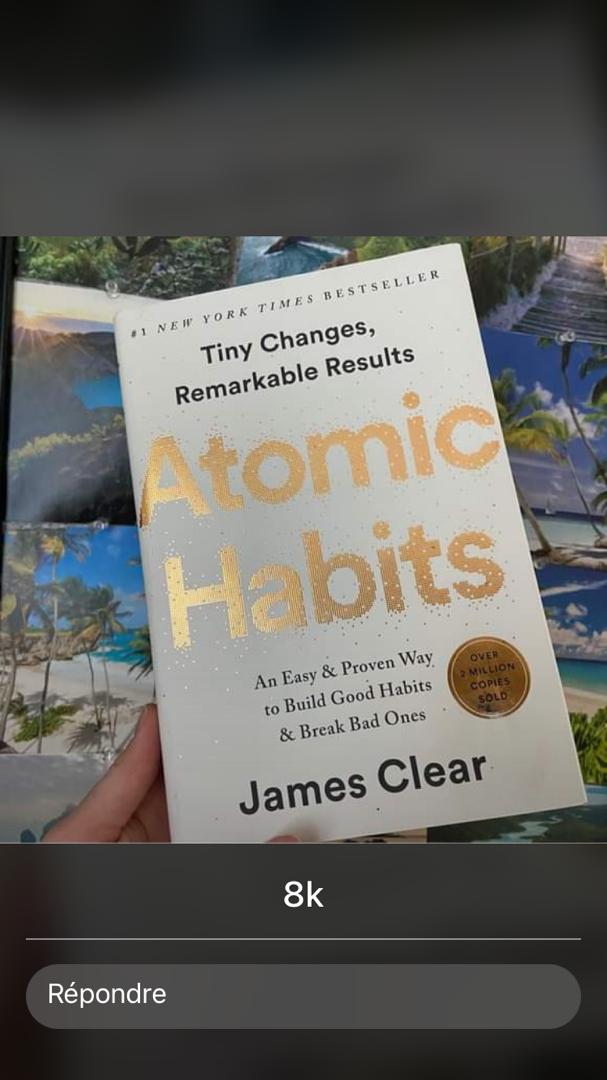 #1 NEW YORK TIMES BESTSELLER
Tiny Changes,
Remarkable Results
Atomic
Habits
An Easy & Proven Way
to Build Good Habits
& Break Bad Ones
OVER
2 MILLION
COPIES
SOLD
James Clear
8k
Répondre